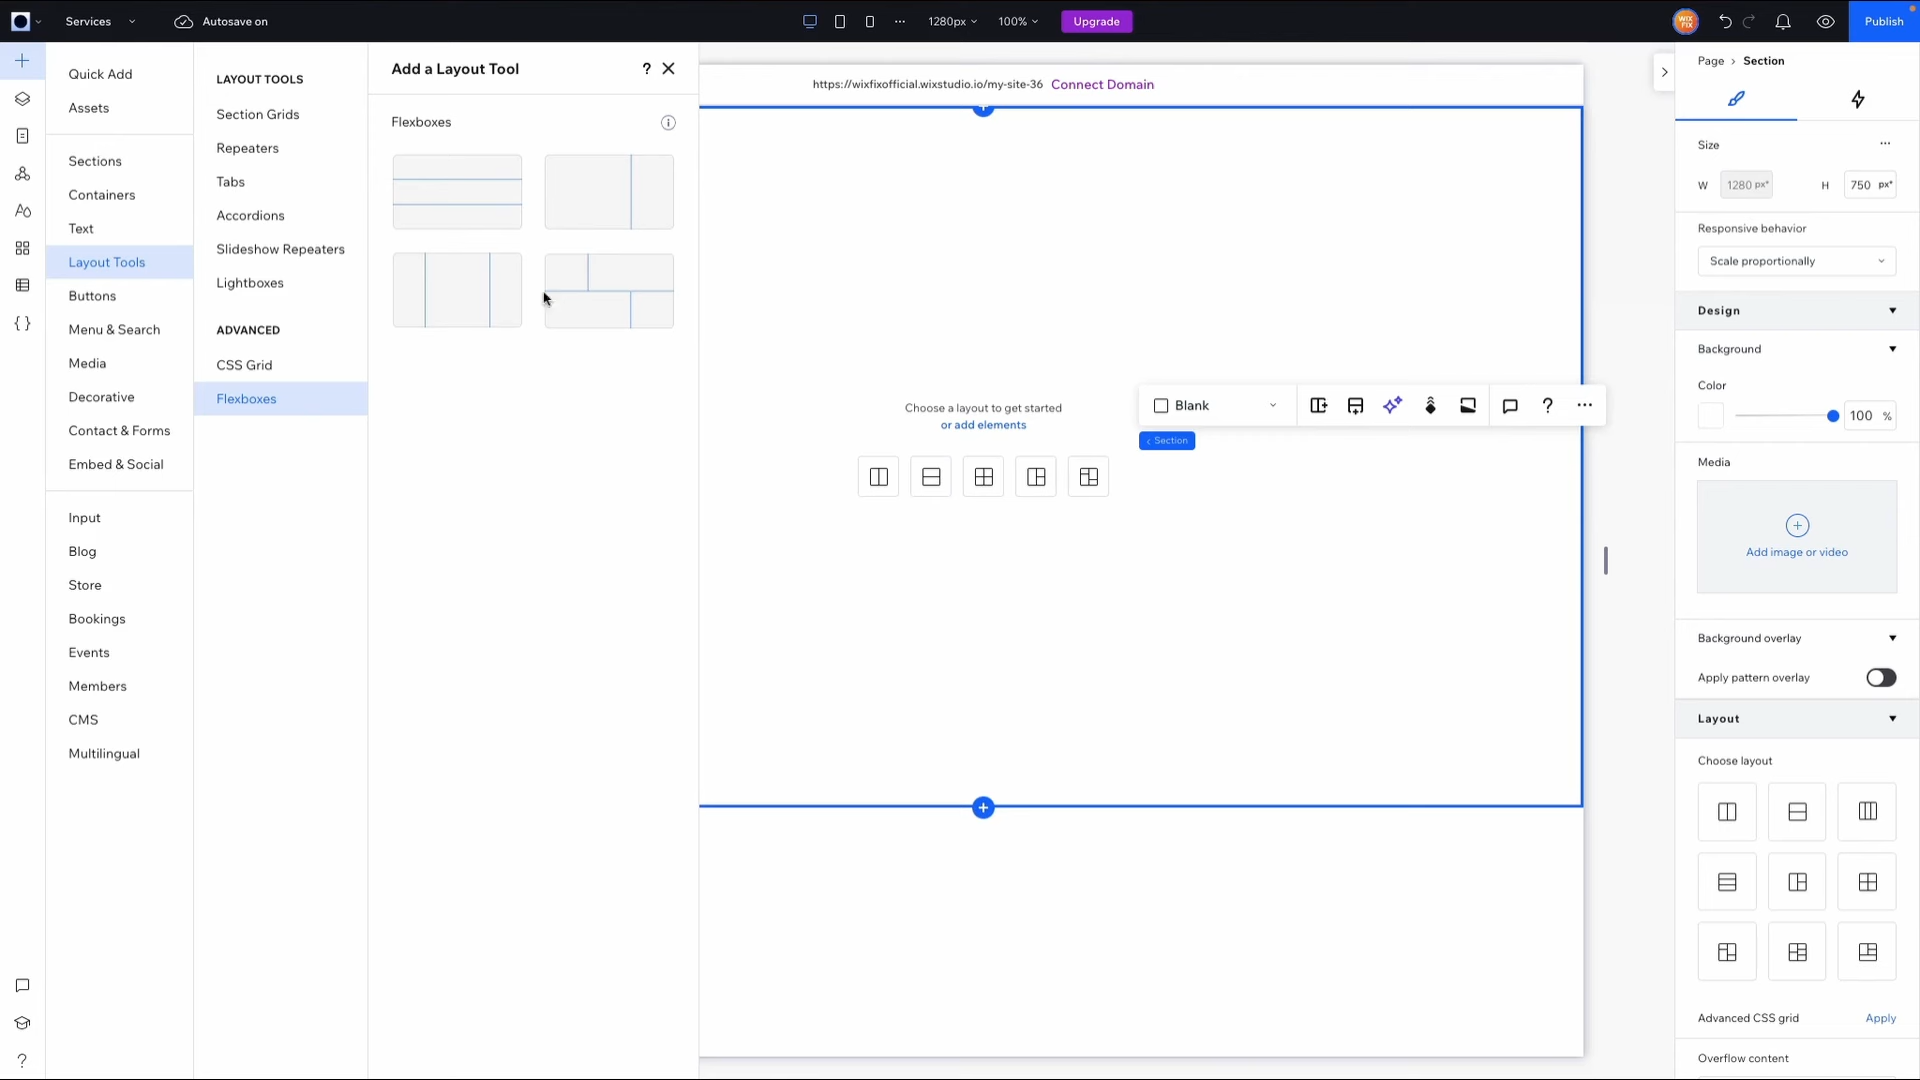 Services
Autosave on
1280px
100%
Upgrade
WIX
FIX
Publish
Quick Add
Assets
Sections
Containers
Text
Layout Tools
Buttons
Menu & Search
Media
Decorative
Contact & Forms
Embed & Social
Input
Blog
Store
Bookings
Events
Members
CMS
Multilingual
LAYOUT TOOLS
Section Grids
Repeaters
Tabs
Accordions
Slideshow Repeaters
Lightboxes
ADVANCED
CSS Grid
Flexboxes
Add a Layout Tool
?
Flexboxes
https://wixfixofficial.wixstudio.io/my-site-36 Connect Domain
Choose a layout to get started
or add elements
Blank
?
‹ Section
Page › Section
Size
W 1280 px*
H 750 px*
Responsive behavior
Scale proportionally
Design
Background
Color
100 %
Media
Add image or video
Background overlay
Apply pattern overlay
Layout
Choose layout
Advanced CSS grid
Apply
Overflow content
?